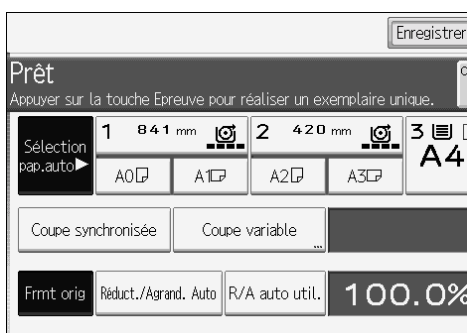 Enregistrer
Prêt
Appuyer sur la touche Epreuve pour réaliser un exemplaire unique.
Sélection
pap.auto▶
1 841 mm
2 420 mm
3
A4
A0
A1
A2
A3
Coupe synchronisée
Coupe variable
...
Frmt orig
Réduct./Agrand. Auto
R/A auto util.
100.0%